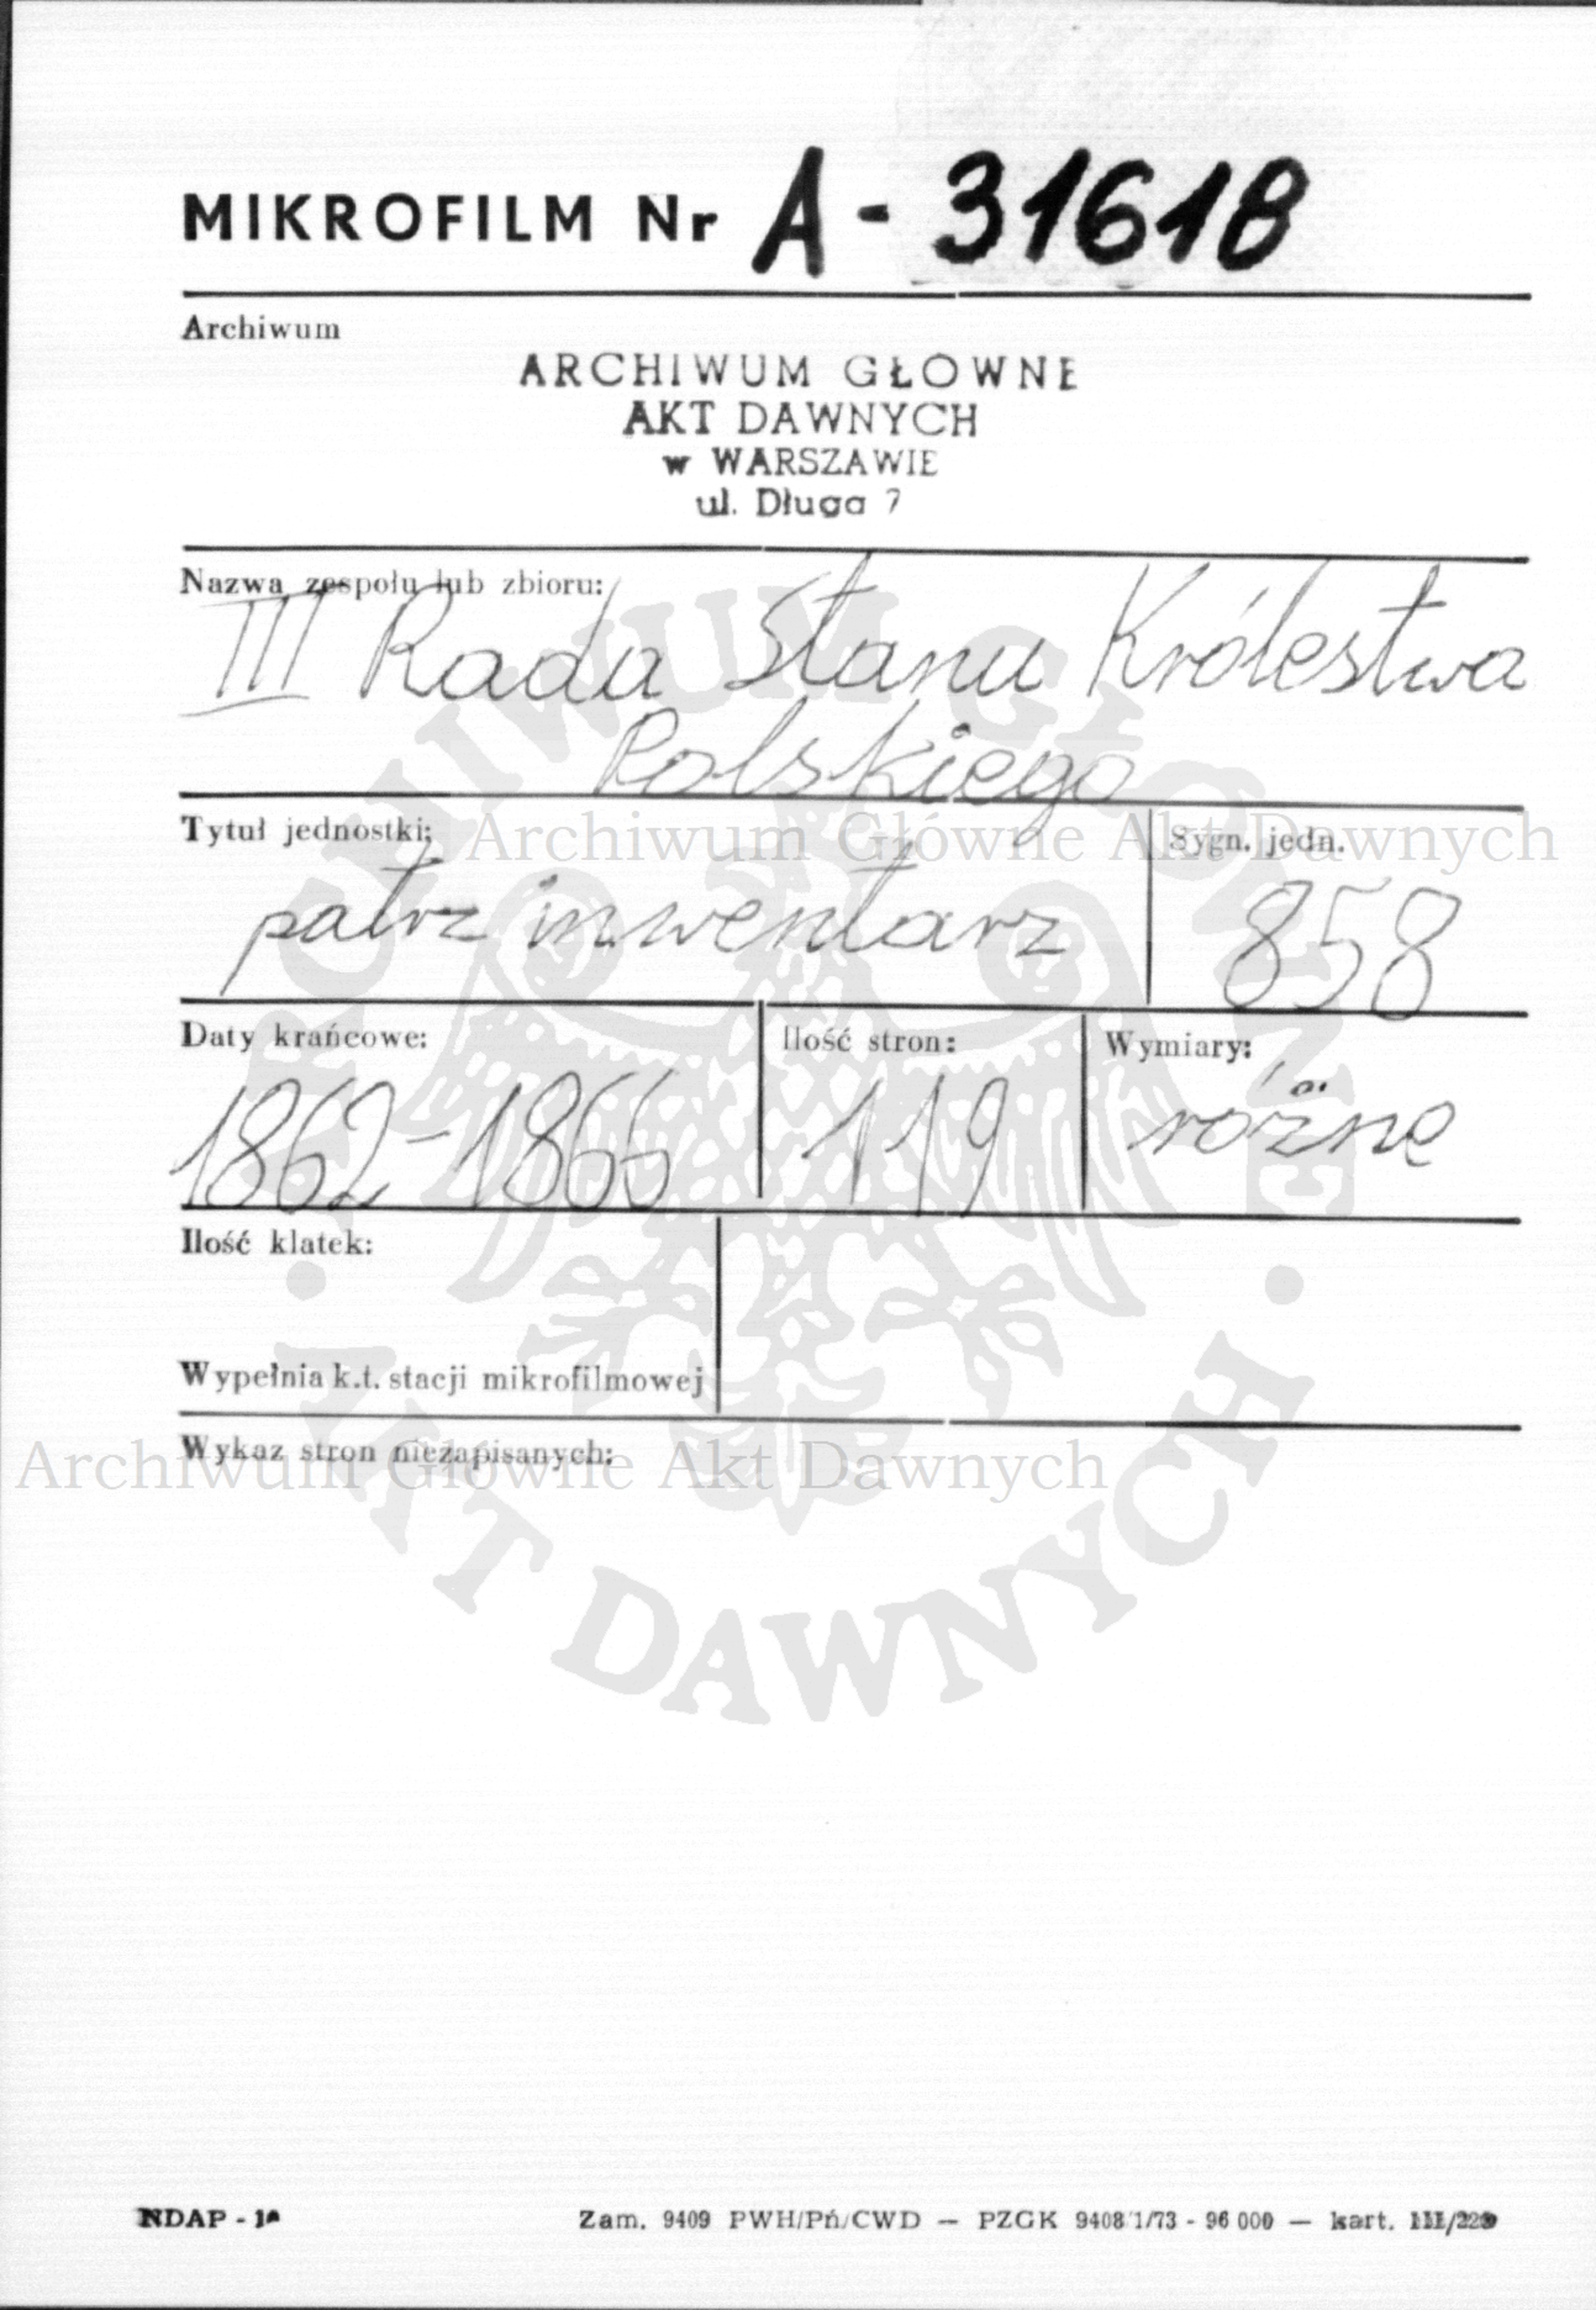 MIKROFILM Nr A - 31618
Archiwum
ARCHIWUM GŁOWNE
AKT DAWNYCH
w WARSZAWIE
ul. Długa 7
Nazwa zespołu lub zbioru:
III Rada Stanu Królestwa
Polskiego
Tytuł jednostki:
patrz inwentarz
Sygn. jedn.
858
Daty krańcowe:
1862-1866
Ilość stron:
119
Wymiary:
różne
Ilość klatek:
Wypełnia k.t. stacji mikrofilmowej
Wykaz stron niezapisanych:
Archiwum Główne Akt Dawnych
Archiwum Główne Akt Dawnych
ARCHIWUM GŁÓWNE
AKT DAWNYCH
NDAP -
Zam. 9409 PWH/Pń/CWD — PZGK 9408/1/73 - 96 000 — kart.